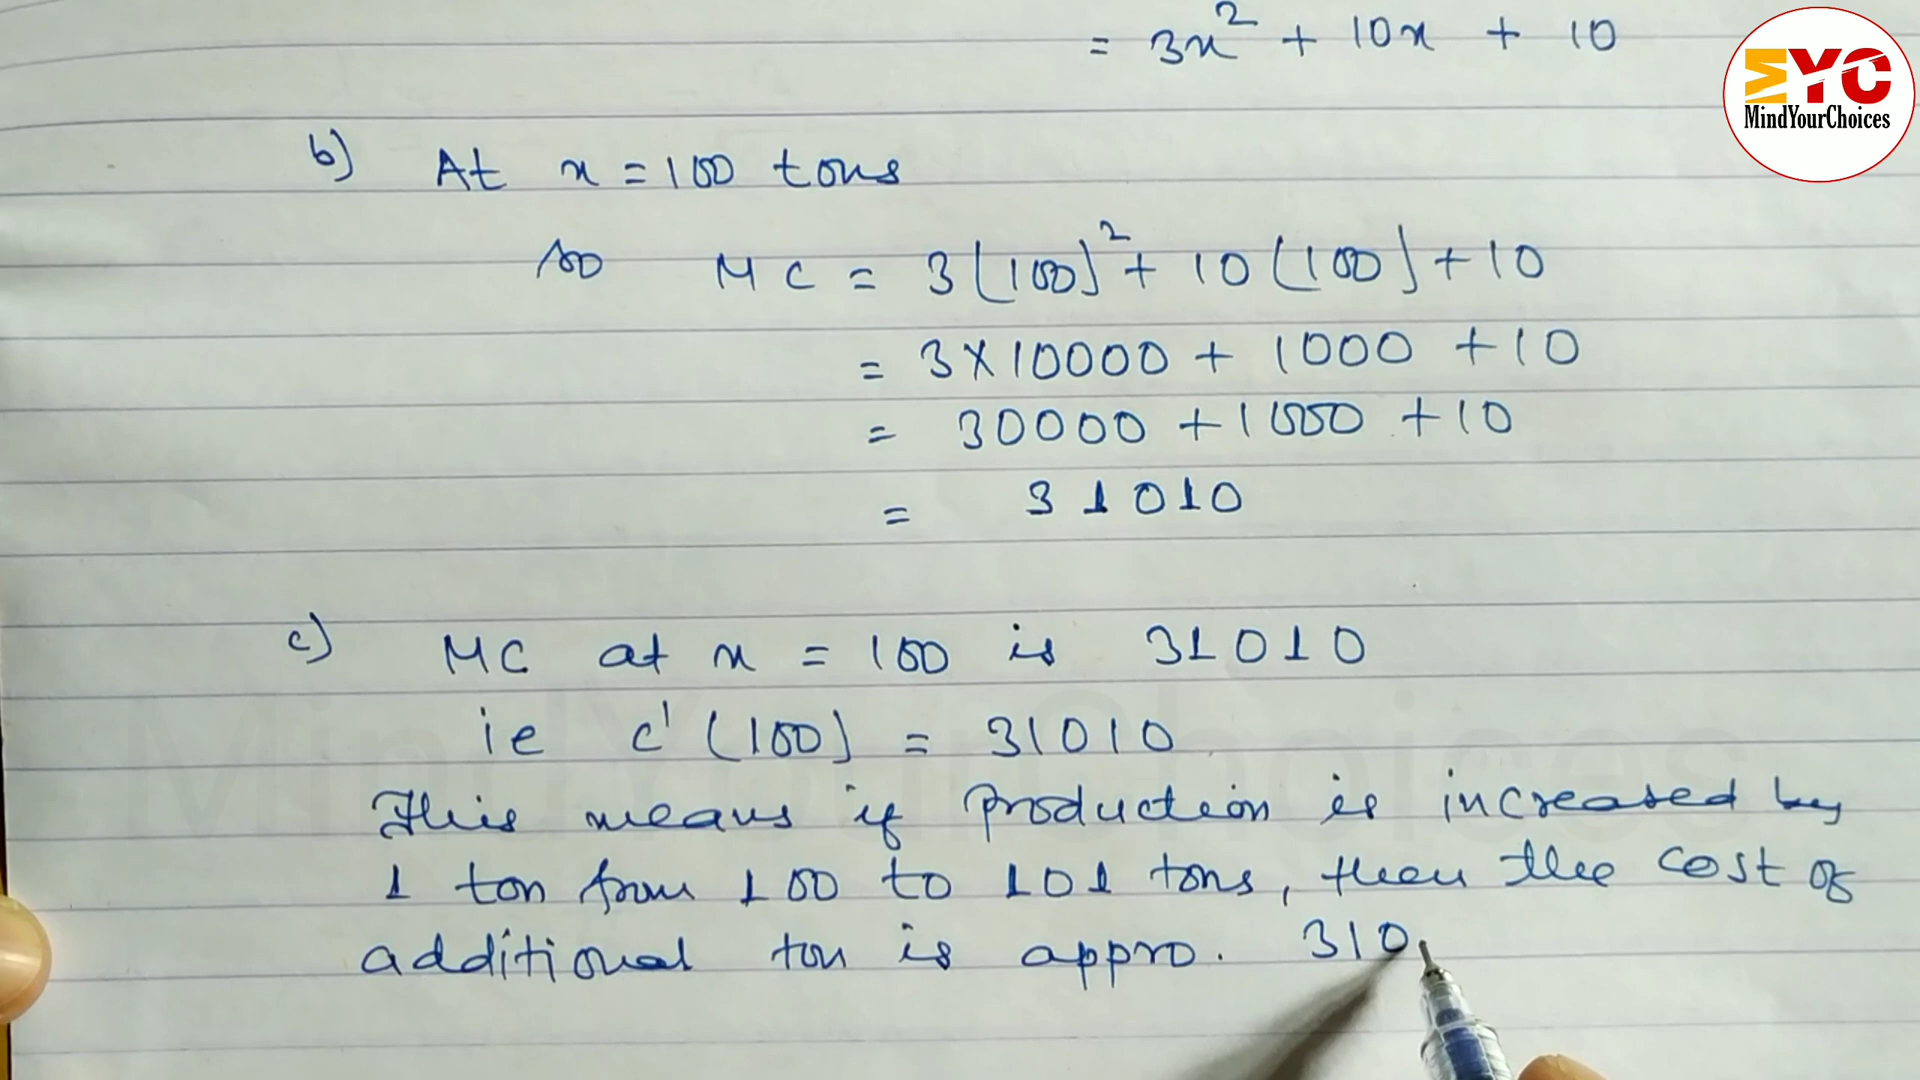 = 3x² + 10x + 10
MYC
MindYourChoices
b) At x = 100 tons
so MC = 3(100)² + 10(100) + 10
= 3×10000 + 1000 + 10
= 30000 + 1000 + 10
= 31010
c) MC at x = 100 is 31010
ie c'(100) = 31010
This means if production is increased by
1 ton from 100 to 101 tons, then the cost of
additional ton is appro. 310
MindYourChoices